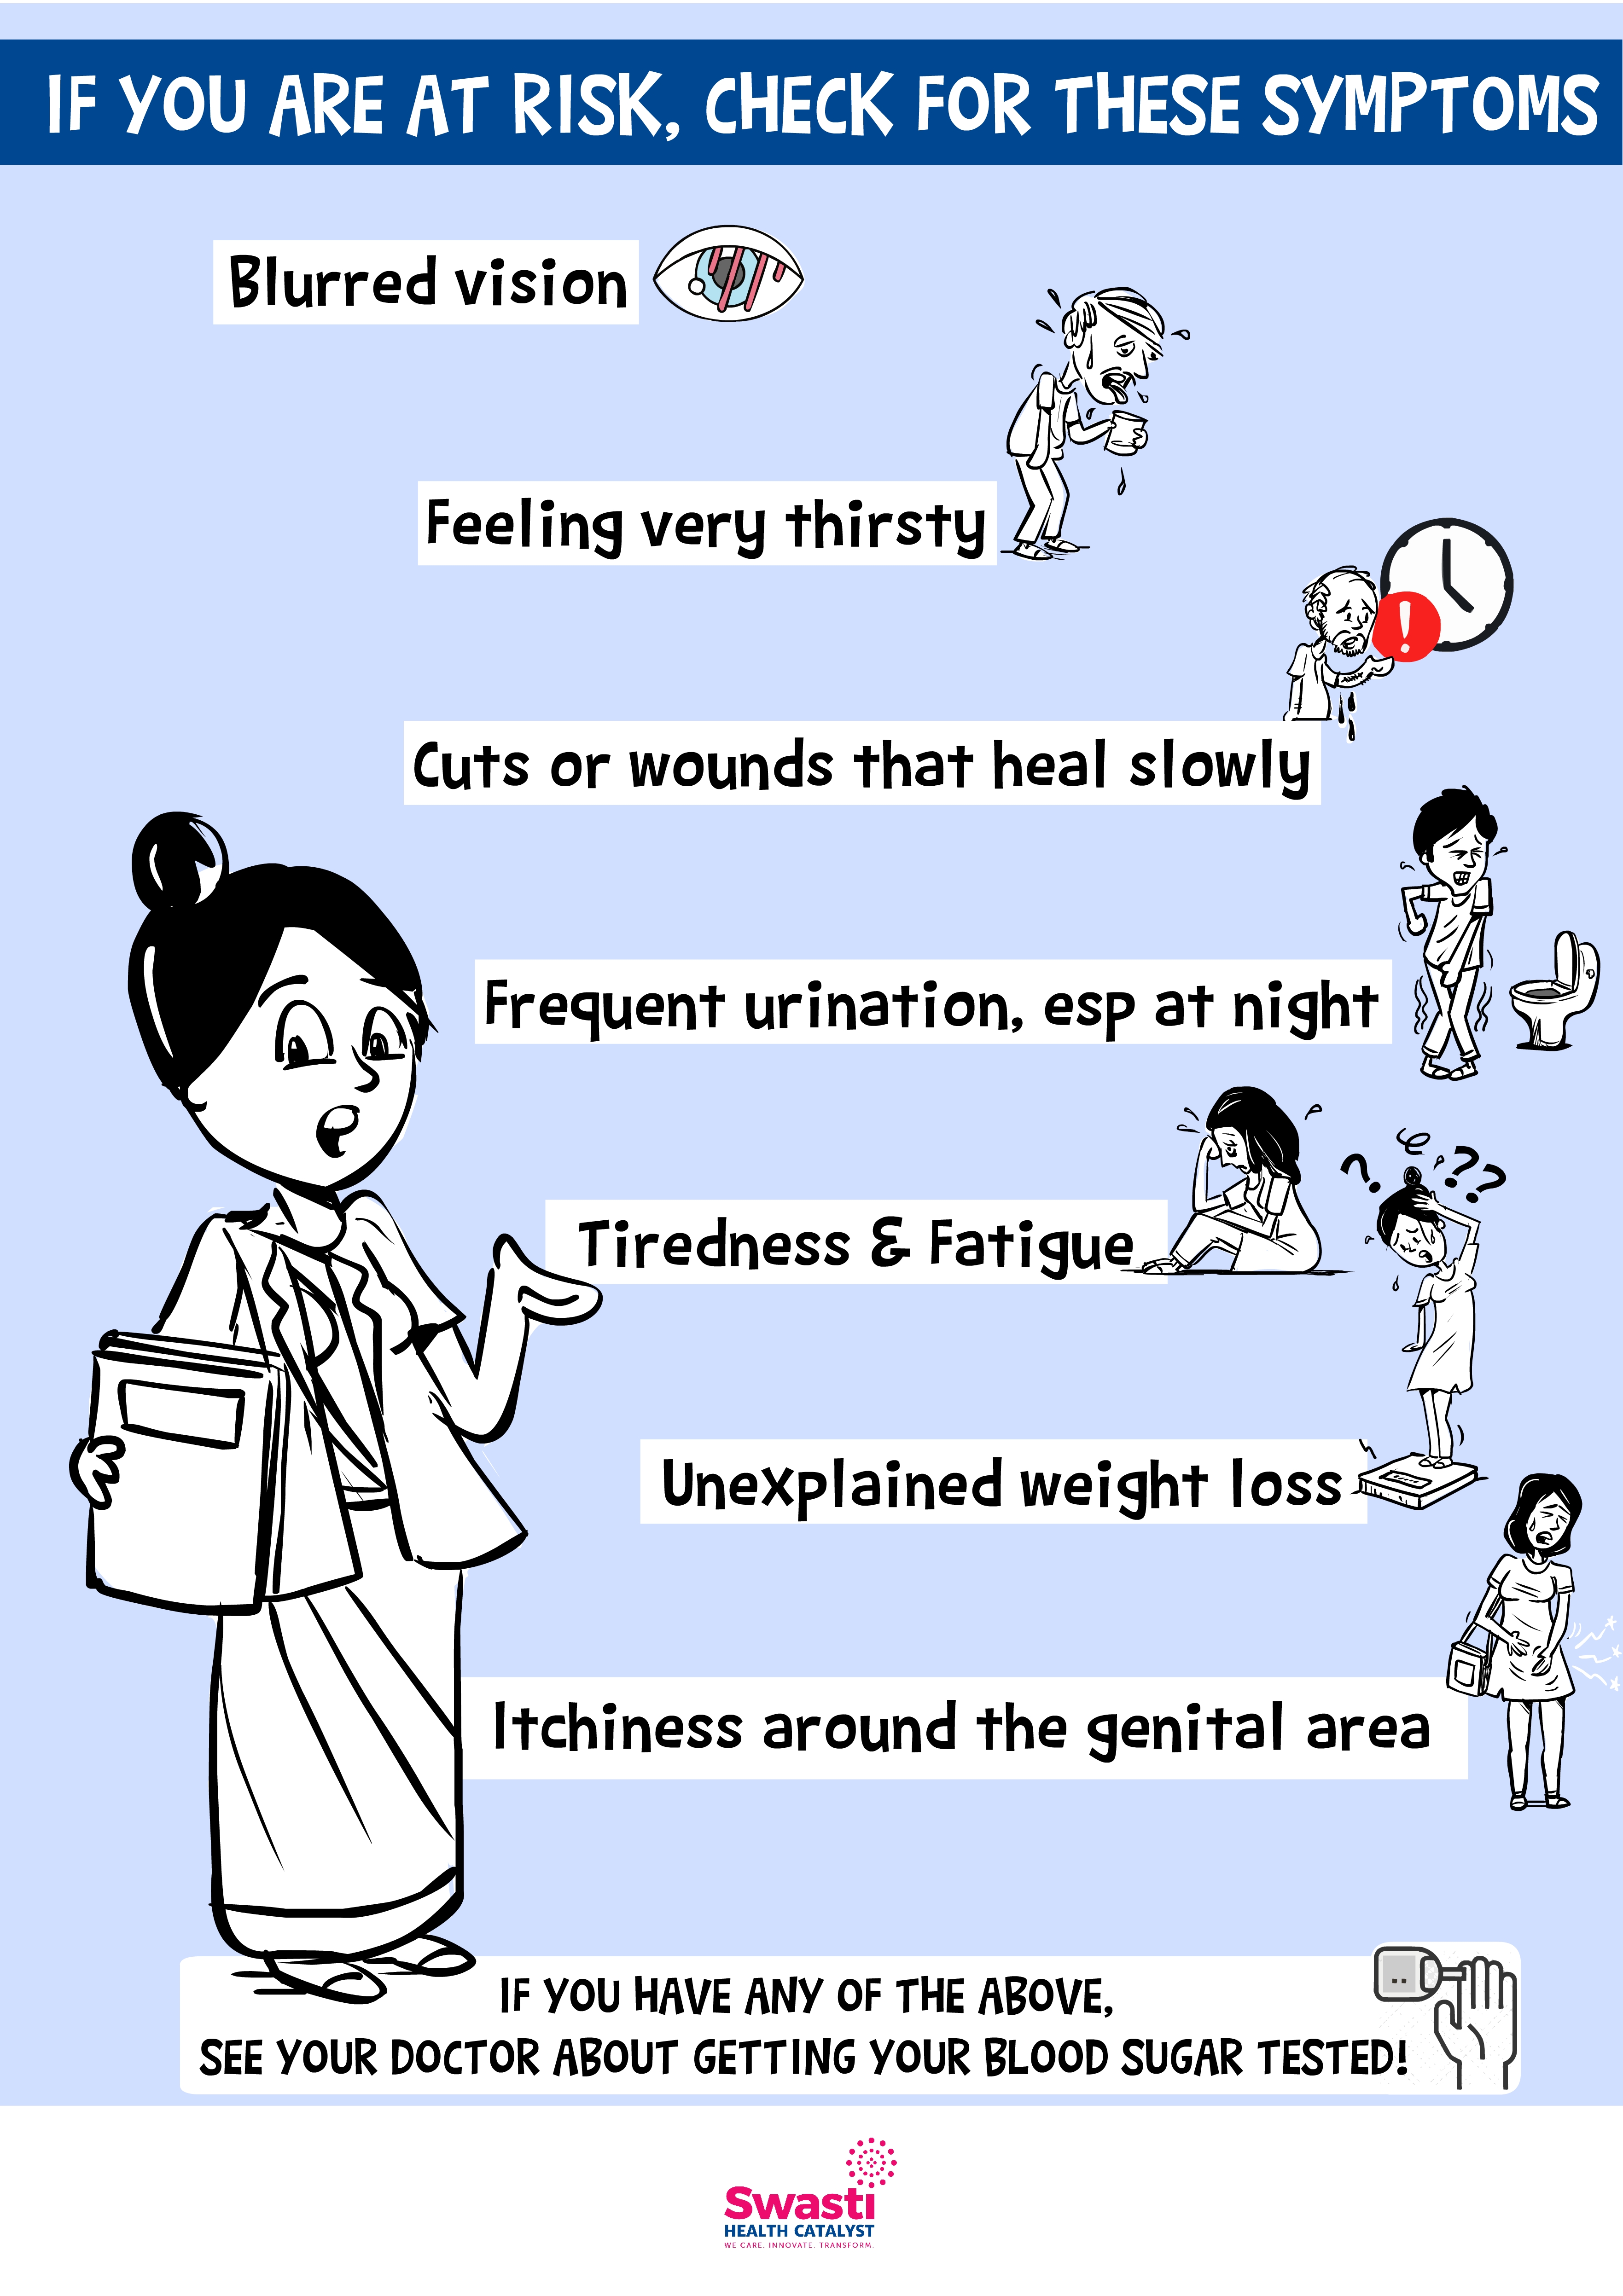 IF YOU ARE AT RISK, CHECK FOR THESE SYMPTOMS
Blurred vision
Feeling very thirsty
!
Cuts or wounds that heal slowly
Frequent urination, esp at night
? ??
Tiredness & Fatigue
Unexplained weight loss
Itchiness around the genital area
IF YOU HAVE ANY OF THE ABOVE,
SEE YOUR DOCTOR ABOUT GETTING YOUR BLOOD SUGAR TESTED!
Swasti
HEALTH CATALYST
WE CARE. INNOVATE. TRANSFORM.